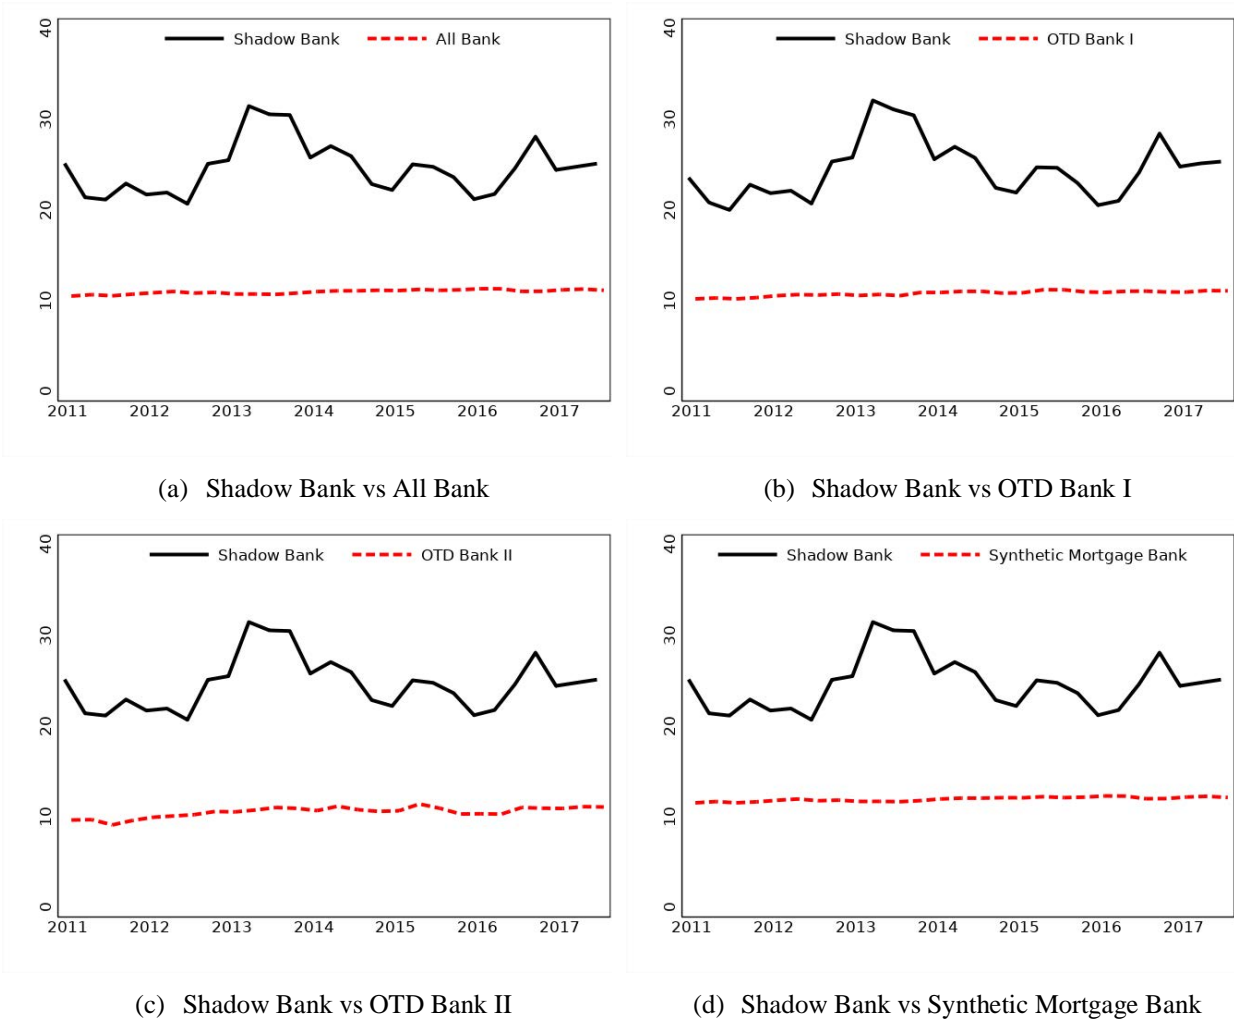 Shadow Bank All Bank
40
30
20
10
0
2011 2012 2013 2014 2015 2016 2017
(a) Shadow Bank vs All Bank
Shadow Bank OTD Bank I
40
30
20
10
0
2011 2012 2013 2014 2015 2016 2017
(b) Shadow Bank vs OTD Bank I
Shadow Bank OTD Bank II
40
30
20
10
0
2011 2012 2013 2014 2015 2016 2017
(c) Shadow Bank vs OTD Bank II
Shadow Bank Synthetic Mortgage Bank
40
30
20
10
0
2011 2012 2013 2014 2015 2016 2017
(d) Shadow Bank vs Synthetic Mortgage Bank